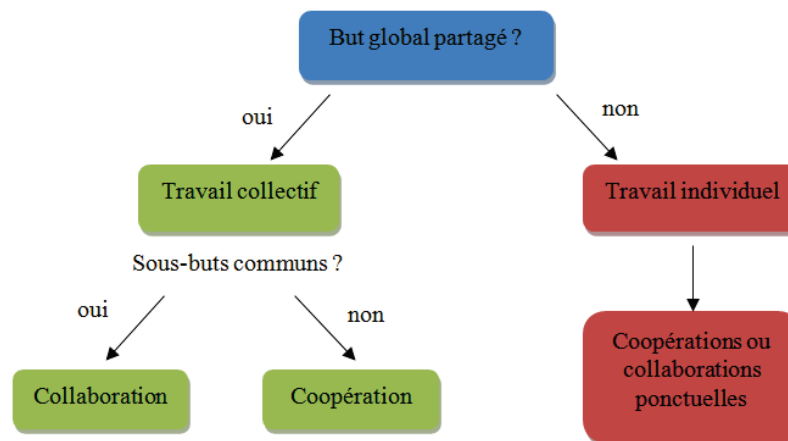 But global partagé ?
oui
non
Travail collectif
Travail individuel
Sous-buts communs ?
oui
non
Collaboration
Coopération
Coopérations ou
collaborations
ponctuelles